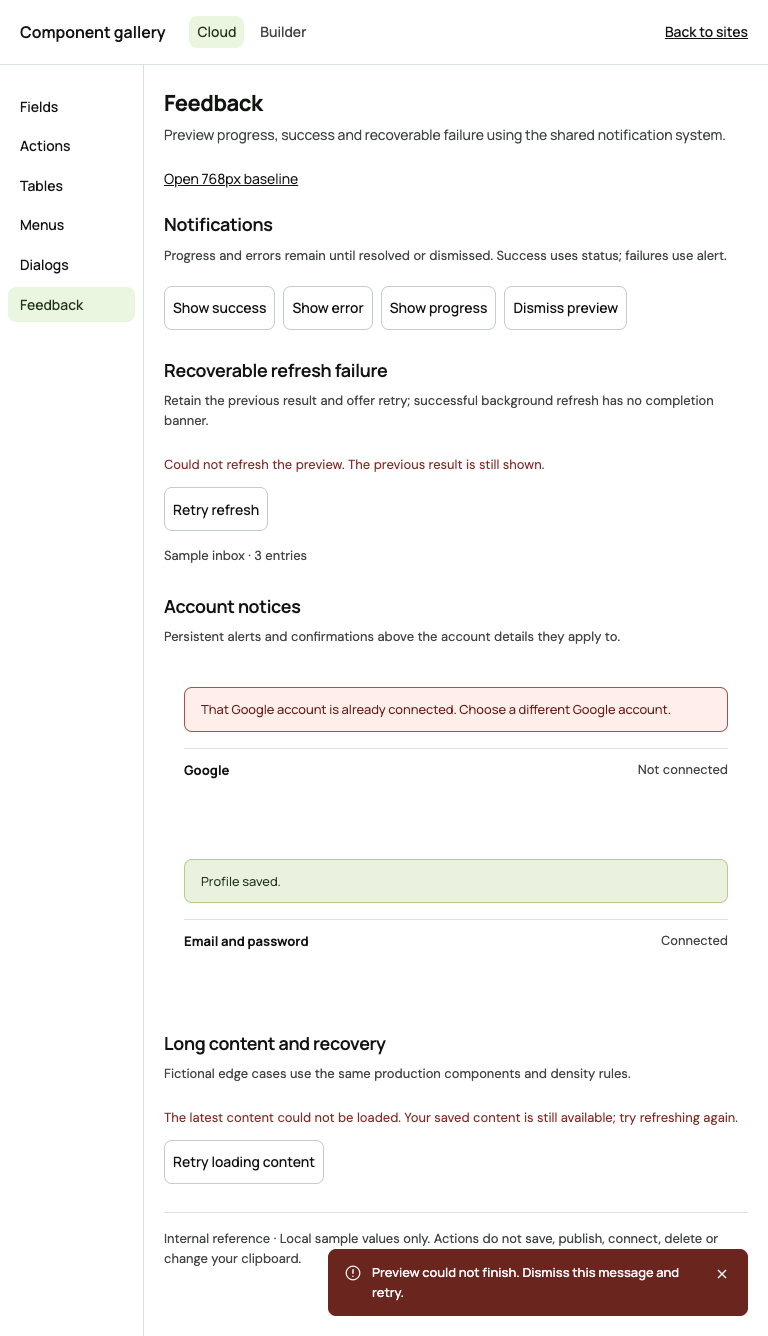 Component gallery
Cloud
Builder
Back to sites
Fields
Actions
Tables
Menus
Dialogs
Feedback
Feedback
Preview progress, success and recoverable failure using the shared notification system.
Open 768px baseline
Notifications
Progress and errors remain until resolved or dismissed. Success uses status; failures use alert.
Show success
Show error
Show progress
Dismiss preview
Recoverable refresh failure
Retain the previous result and offer retry; successful background refresh has no completion
banner.
Could not refresh the preview. The previous result is still shown.
Retry refresh
Sample inbox · 3 entries
Account notices
Persistent alerts and confirmations above the account details they apply to.
That Google account is already connected. Choose a different Google account.
Google
Not connected
Profile saved.
Email and password
Connected
Long content and recovery
Fictional edge cases use the same production components and density rules.
The latest content could not be loaded. Your saved content is still available; try refreshing again.
Retry loading content
Internal reference · Local sample values only. Actions do not save, publish, connect, delete or
change your clipboard.
Preview could not finish. Dismiss this message and
retry.